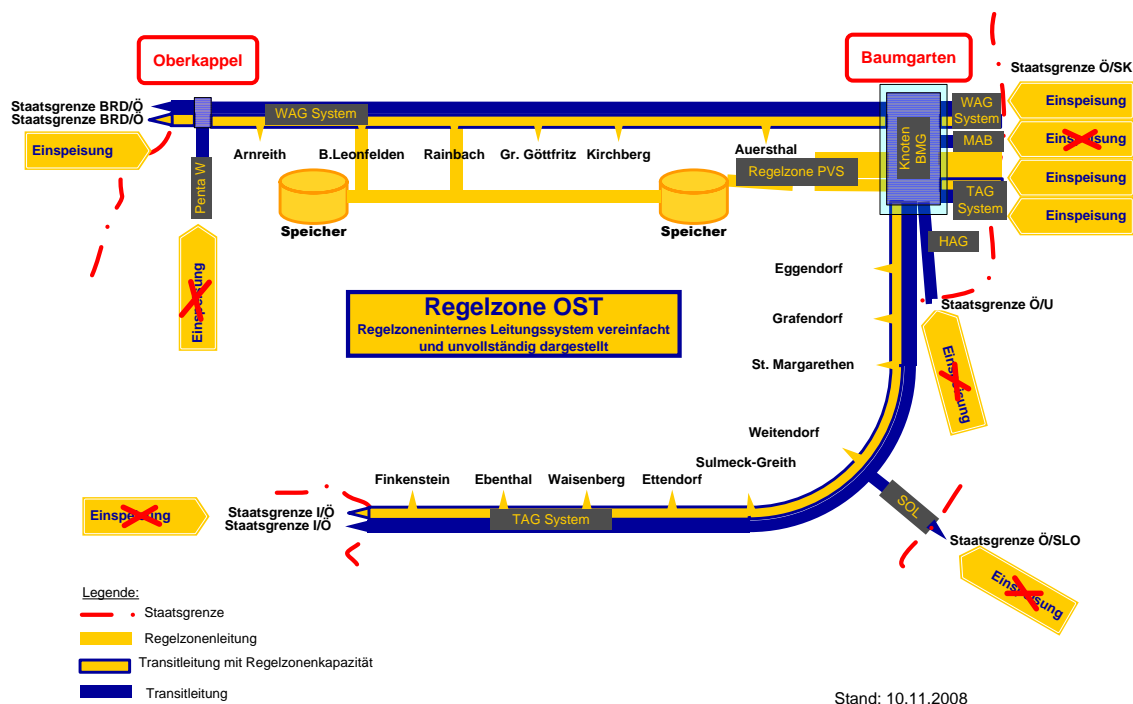 Oberkappel
Baumgarten
Staatsgrenze Ö/SK
Staatsgrenze BRD/Ö
Staatsgrenze BRD/Ö
WAG System
Knoten
BMG
WAG
System
Einspeisung
Einspeisung
Arnreith
B.Leonfelden
Rainbach
Gr. Göttfritz
Kirchberg
Auersthal
MAB
Einspeisung
Penta W
Regelzone PVS
Einspeisung
TAG
System
Einspeisung
Speicher
Speicher
HAG
Einspeisung
Eggendorf
Staatsgrenze Ö/U
Regelzone OST
Regelzoneninternes Leitungssystem vereinfacht
und unvollständig dargestellt
Grafendorf
St. Margarethen
Einspeisung
Weitendorf
Sulmeck-Greith
Finkenstein
Ebenthal
Waisenberg
Ettendorf
Einspeisung
Staatsgrenze I/Ö
Staatsgrenze I/Ö
TAG System
SOL
Staatsgrenze Ö/SLO
Einspeisung
Legende:
Staatsgrenze
Regelzonenleitung
Transitleitung mit Regelzonenkapazität
Transitleitung
Stand: 10.11.2008